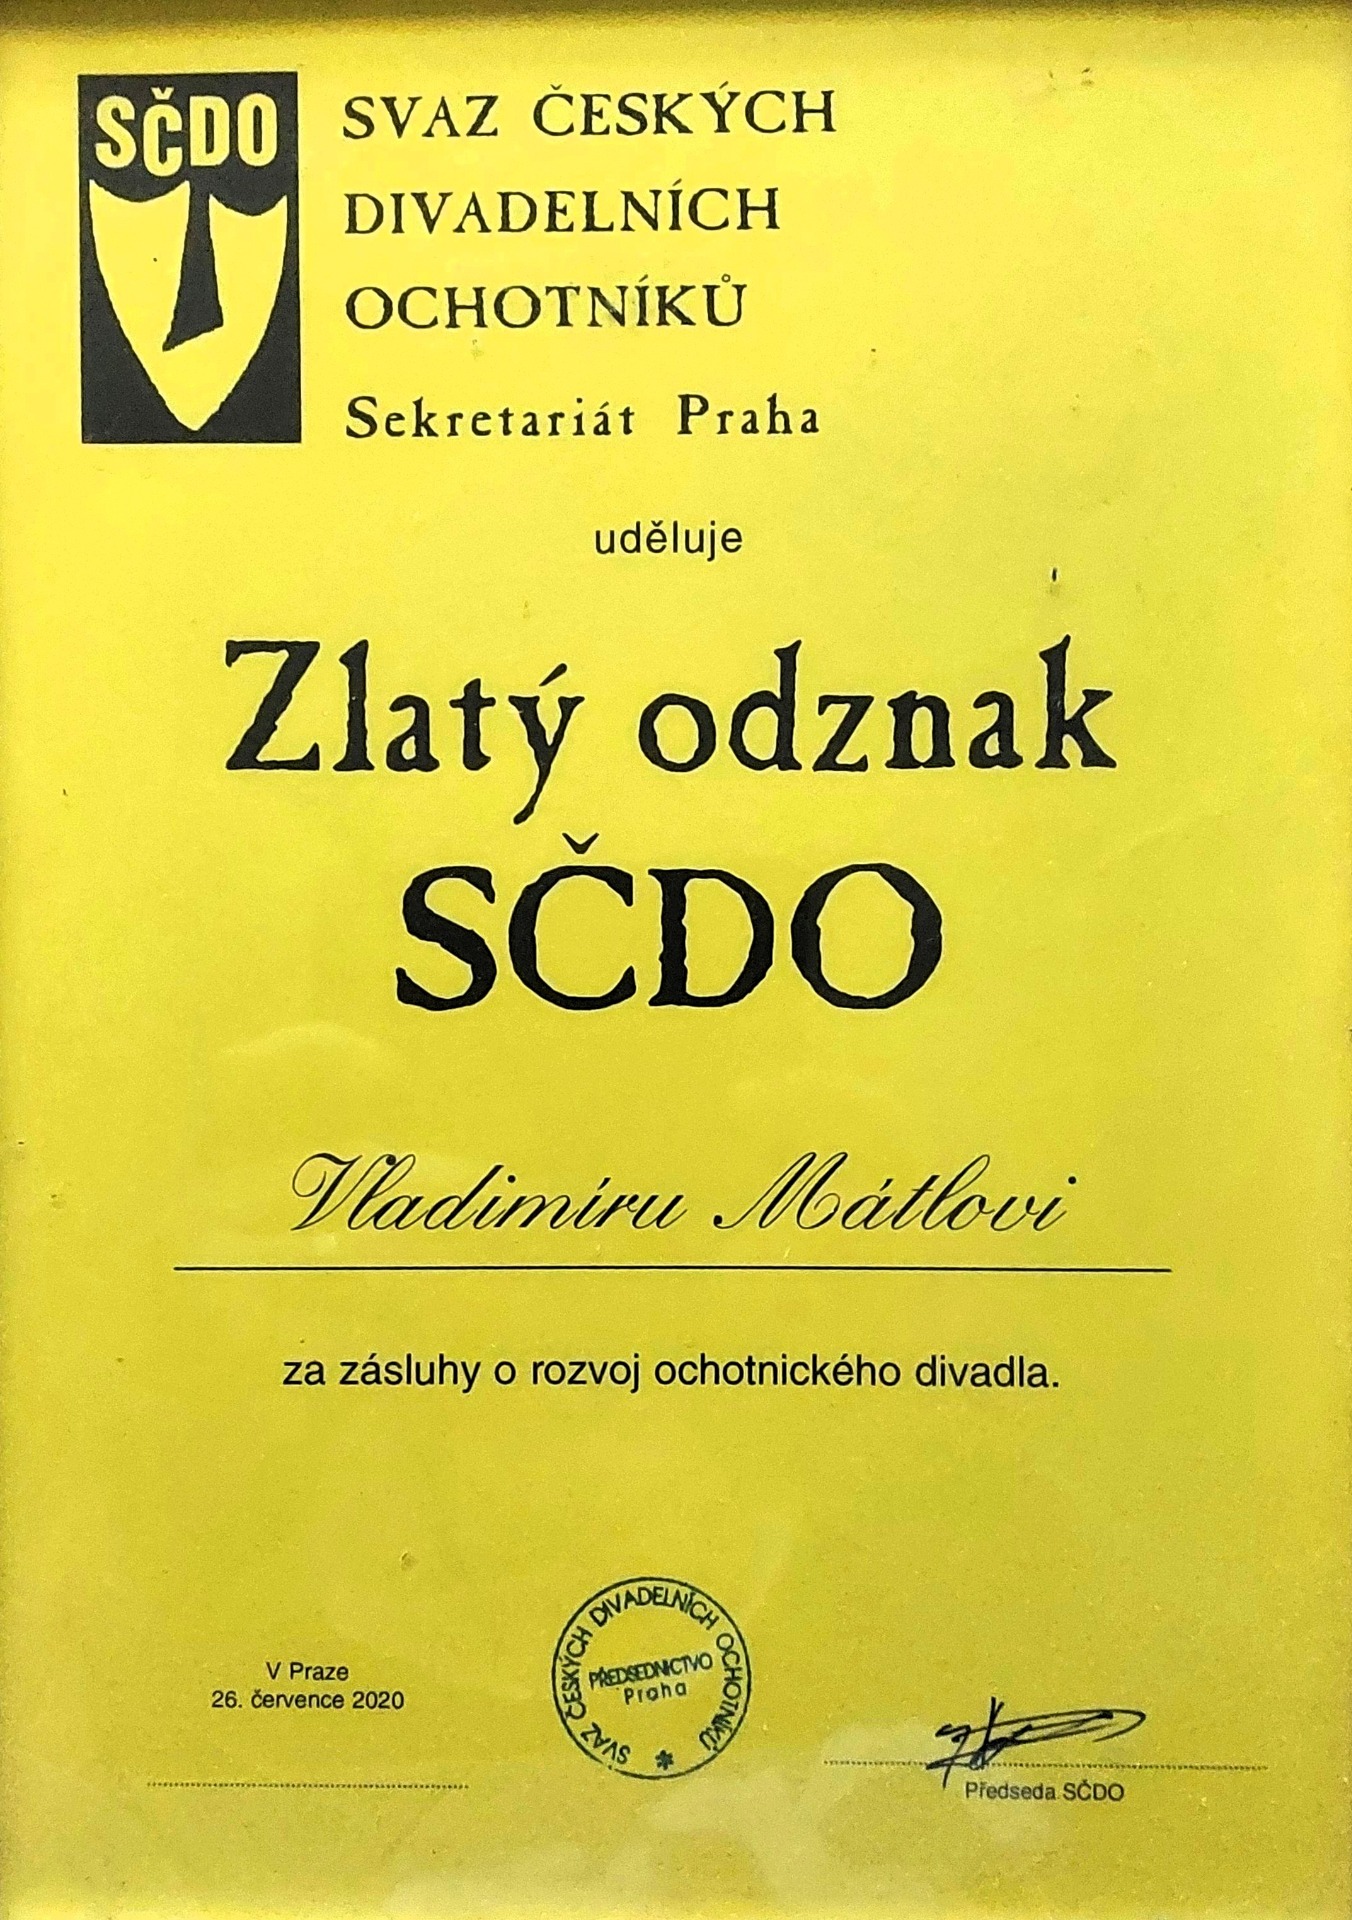 SČDO
SVAZ ČESKÝCH
DIVADELNÍCH
OCHOTNÍKŮ
Sekretariát Praha
uděluje
Zlatý odznak
SČDO
Vladimíru Mátlovi
za zásluhy o rozvoj ochotnického divadla.
V Praze
26. července 2020
SVAZ ČESKÝCH DIVADELNÍCH OCHOTNÍKŮ
PŘEDSEDNICTVO
Praha
*
Předseda SČDO